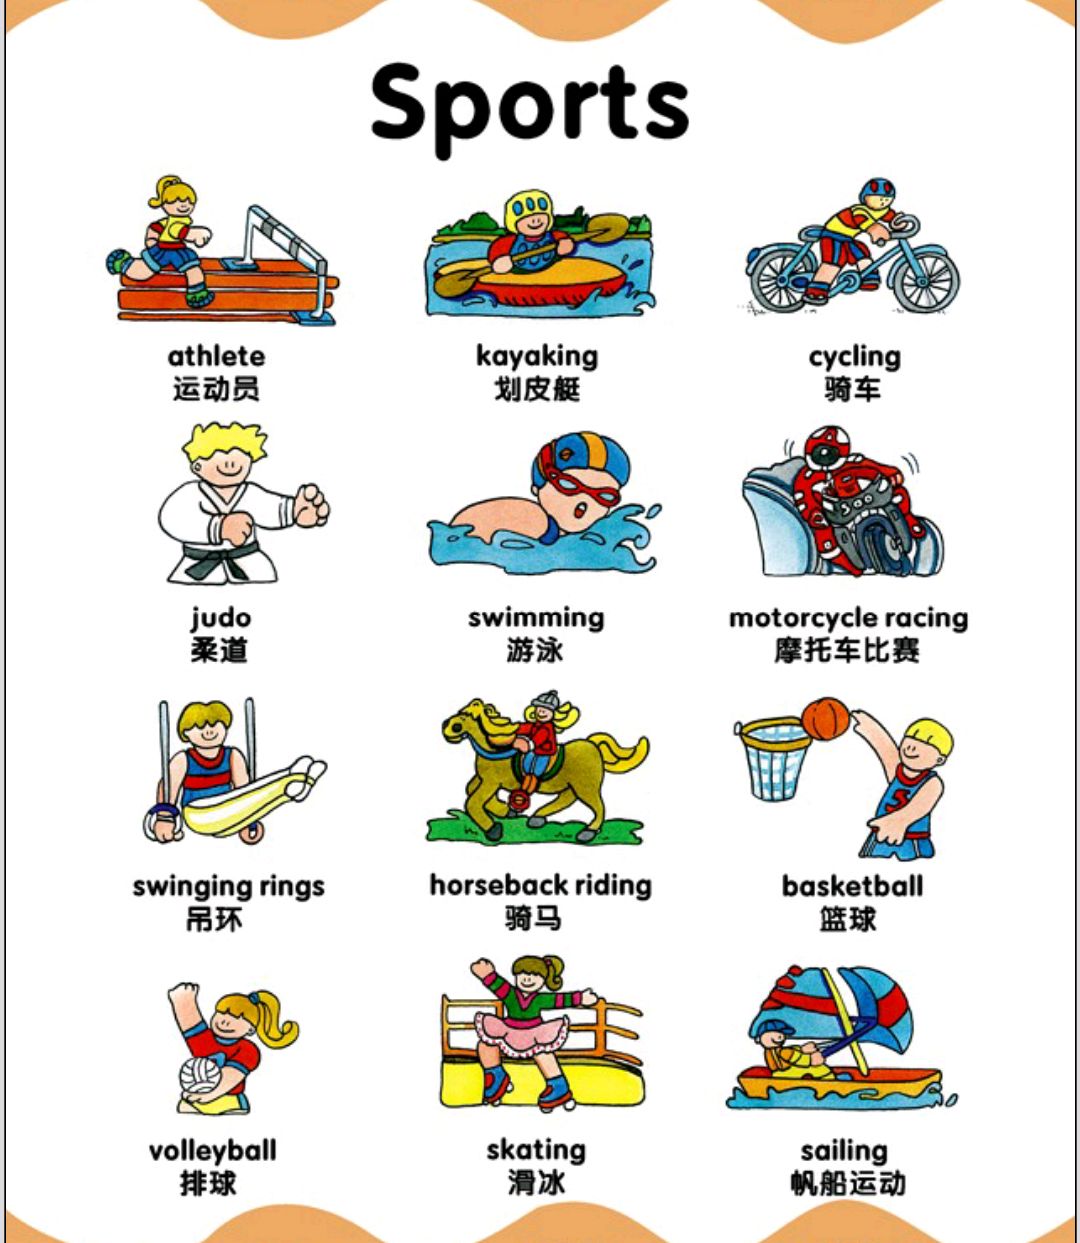 Sports
athlete
运动员
kayaking
划皮艇
cycling
骑车
judo
柔道
swimming
游泳
motorcycle racing
摩托车比赛
swinging rings
吊环
horseback riding
骑马
basketball
篮球
volleyball
排球
skating
滑冰
sailing
帆船运动